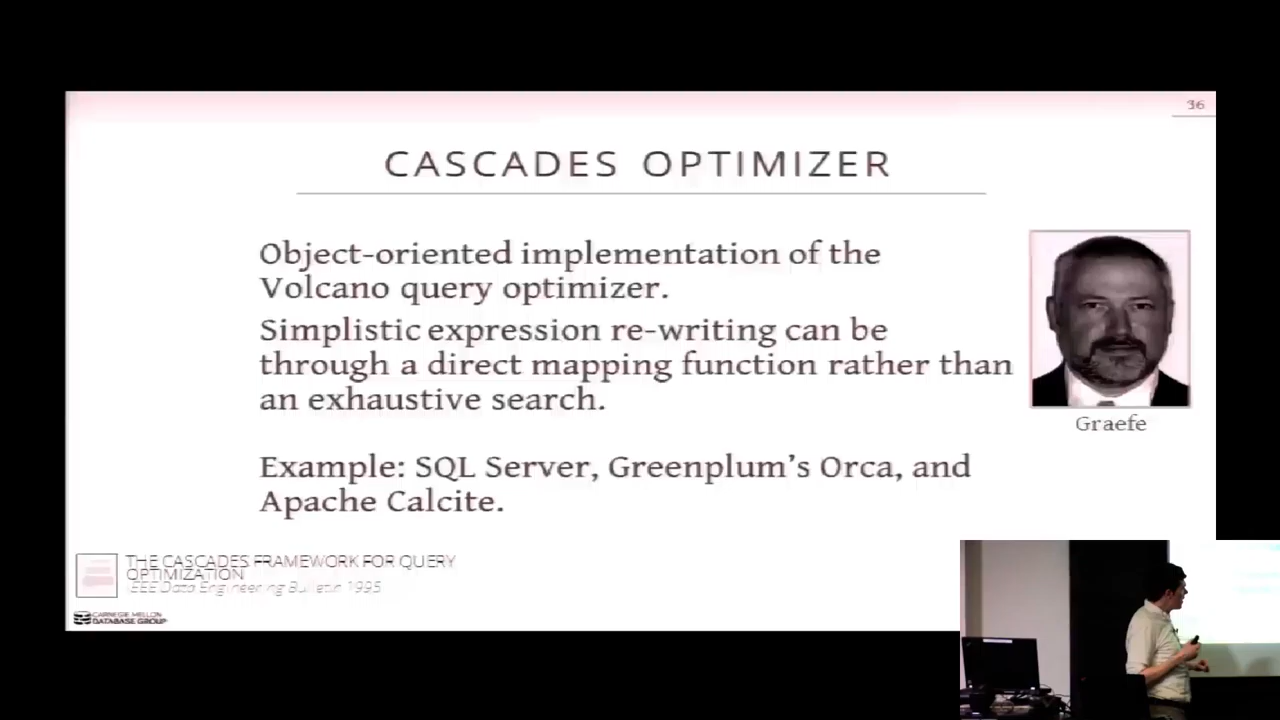 36
CASCADES OPTIMIZER
Object-oriented implementation of the
Volcano query optimizer.
Simplistic expression re-writing can be
through a direct mapping function rather than
an exhaustive search.
Graefe
Example: SQL Server, Greenplum’s Orca, and
Apache Calcite.
THE CASCADES FRAMEWORK FOR QUERY
OPTIMIZATION
IEEE Data Engineering Bulletin 1995
CARNEGIE MELLON
DATABASE GROUP